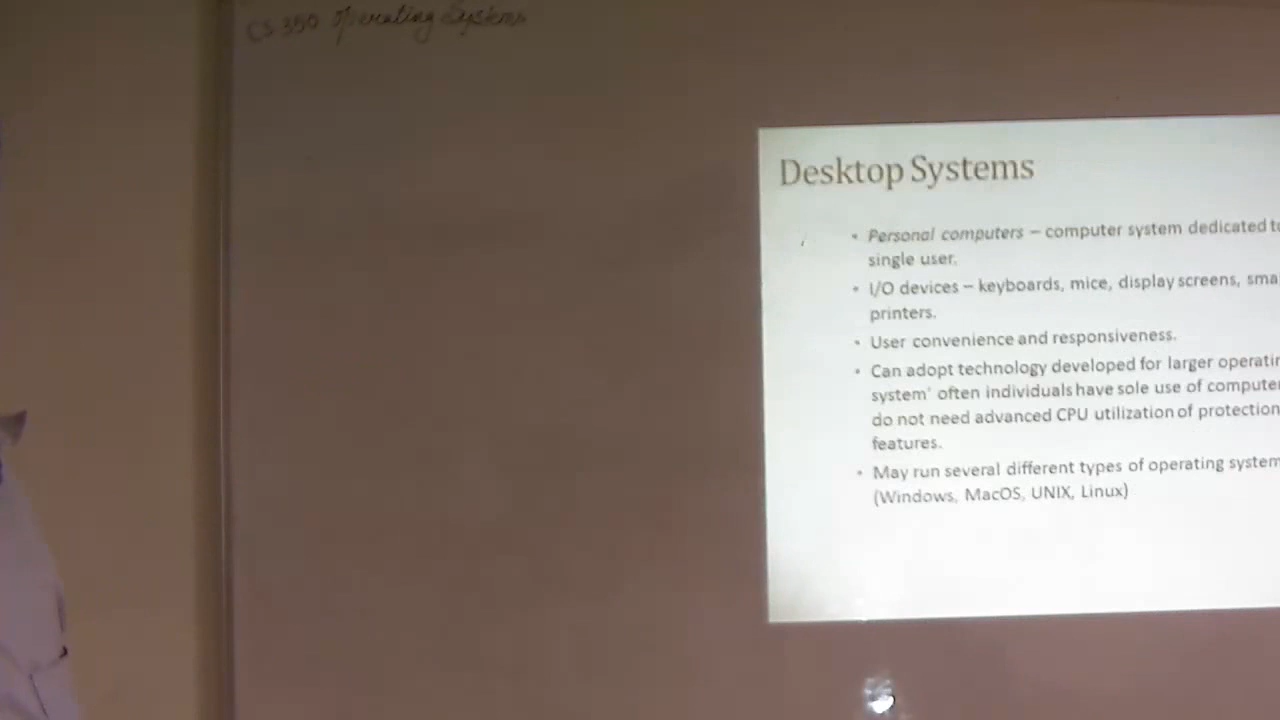 CS 350 Operating Systems
Desktop Systems
• Personal computers – computer system dedicated to
single user.
• I/O devices – keyboards, mice, display screens, sma
printers.
• User convenience and responsiveness.
• Can adopt technology developed for larger operatin
system' often individuals have sole use of computer
do not need advanced CPU utilization of protection
features.
• May run several different types of operating system
(Windows, MacOS, UNIX, Linux)